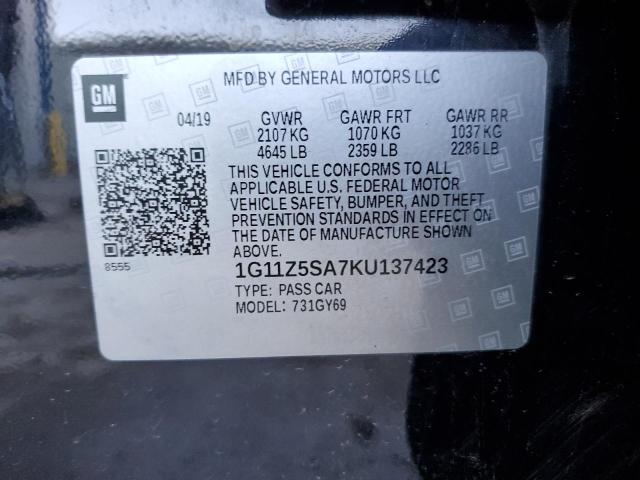 GM
MFD BY GENERAL MOTORS LLC
04/19 GVWR GAWR FRT GAWR RR
2107 KG 1070 KG 1037 KG
4645 LB 2359 LB 2286 LB
THIS VEHICLE CONFORMS TO ALL
APPLICABLE U.S. FEDERAL MOTOR
VEHICLE SAFETY, BUMPER, AND THEFT
PREVENTION STANDARDS IN EFFECT ON
THE DATE OF MANUFACTURE SHOWN
ABOVE.
8555
1G11Z5SA7KU137423
TYPE: PASS CAR
MODEL: 731GY69